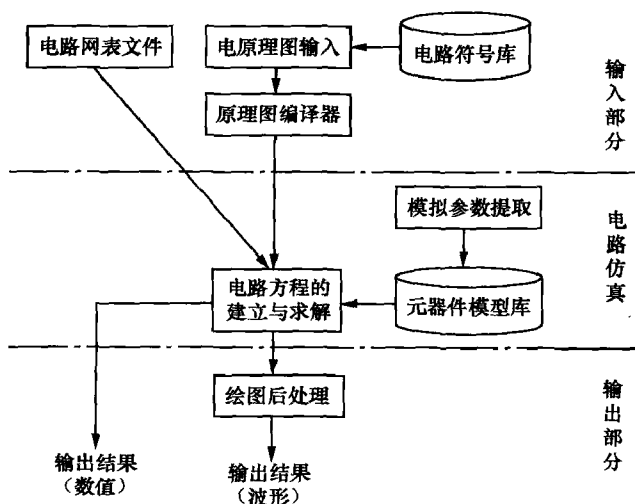 电路网表文件
电原理图输入
电路符号库
原理图编译器
输入部分
模拟参数提取
电路仿真
电路方程的
建立与求解
元器件模型库
绘图后处理
输出部分
输出结果
（数值）
输出结果
（波形）